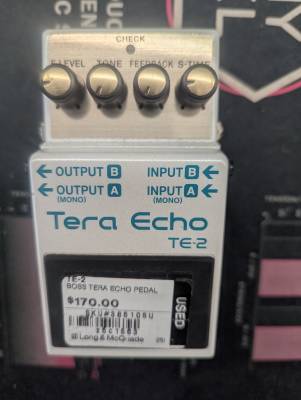 CHECK
E.LEVEL TONE FEEDBACK S-TIME
OUTPUT B INPUT B
OUTPUT A INPUT A
(MONO) (MONO)
Tera Echo
TE-2
TE-2
BOSS TERA ECHO PEDAL
$170.00
USED
Long & McQuade